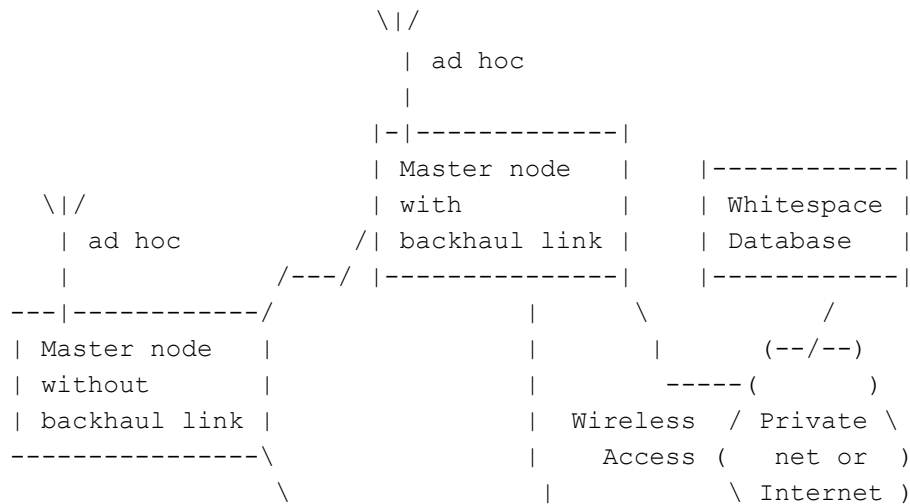 \|/
| ad hoc
|
|-|-------------|
| Master node   |     |------------|
\|/                    | with          |     | Whitespace |
| ad hoc            /| backhaul link |     | Database   |
|              /---/ |---------------|     |------------|
---|------------/                 |      \           /
| Master node   |                 |       |      (--/--)
| without       |                 |        -----(       )
| backhaul link |                 |  Wireless  / Private \
----------------\                 |    Access (   net or  )
\                |            \ Internet )